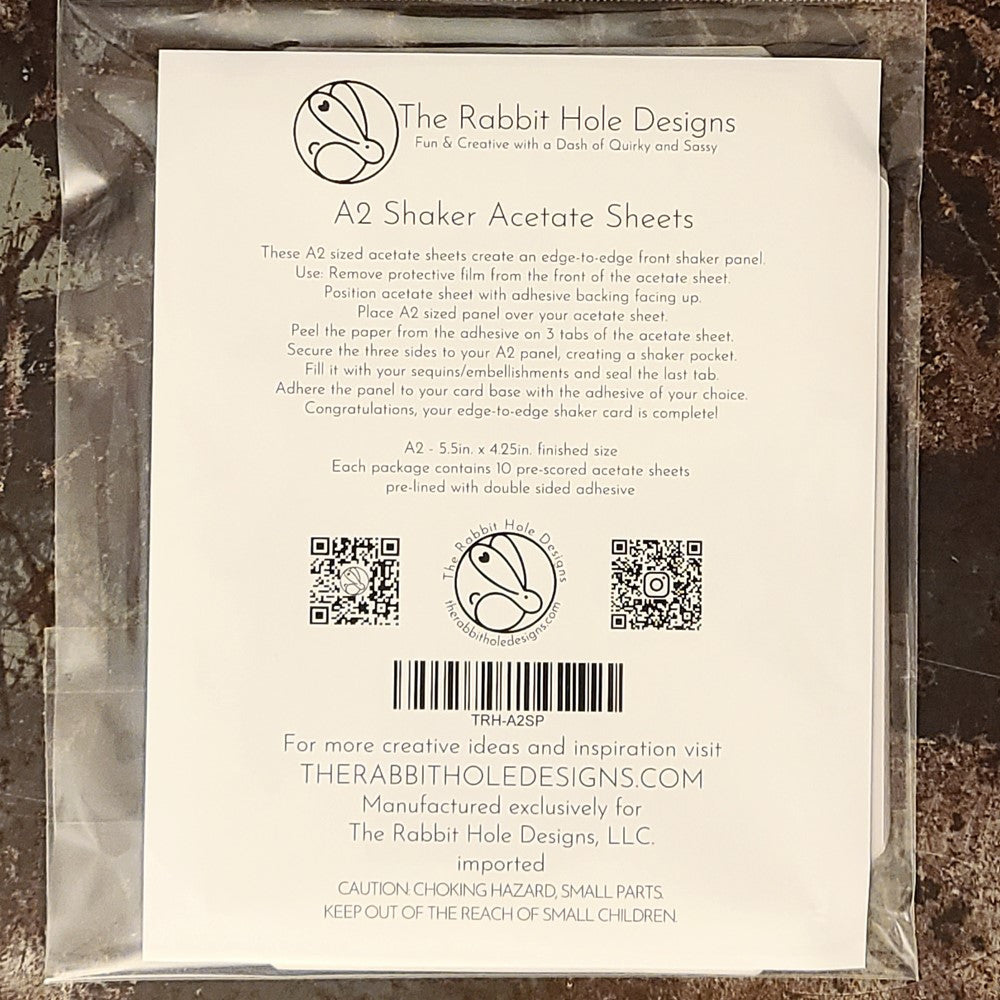 The Rabbit Hole Designs
Fun & Creative with a Dash of Quirky and Sassy
A2 Shaker Acetate Sheets
These A2 sized acetate sheets create an edge-to-edge front shaker panel.
Use: Remove protective film from the front of the acetate sheet.
Position acetate sheet with adhesive backing facing up.
Place A2 sized panel over your acetate sheet.
Peel the paper from the adhesive on 3 tabs of the acetate sheet.
Secure the three sides to your A2 panel, creating a shaker pocket.
Fill it with your sequins/embellishments and seal the last tab.
Adhere the panel to your card base with the adhesive of your choice.
Congratulations, your edge-to-edge shaker card is complete!
A2 - 5.5in. x 4.25in. finished size
Each package contains 10 pre-scored acetate sheets
pre-lined with double sided adhesive
The Rabbit Hole Designs
therabbitholedesigns.com
TRH-A2SP
For more creative ideas and inspiration visit
THERABBITHOLEDESIGNS.COM
Manufactured exclusively for
The Rabbit Hole Designs, LLC.
imported
CAUTION: CHOKING HAZARD, SMALL PARTS.
KEEP OUT OF THE REACH OF SMALL CHILDREN.